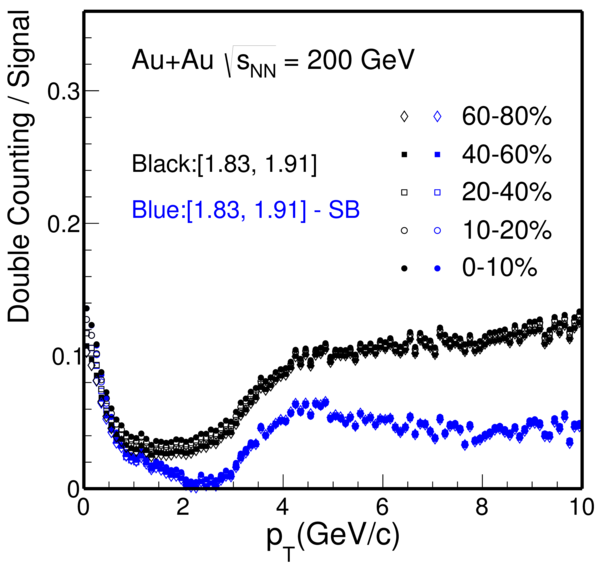 Double Counting / Signal
Au+Au √sNN = 200 GeV
0.3
60-80%
40-60%
Black:[1.83, 1.91]
20-40%
Blue:[1.83, 1.91] - SB
0.2
10-20%
0-10%
0.1
0
0 2 4 6 8 10
pT(GeV/c)